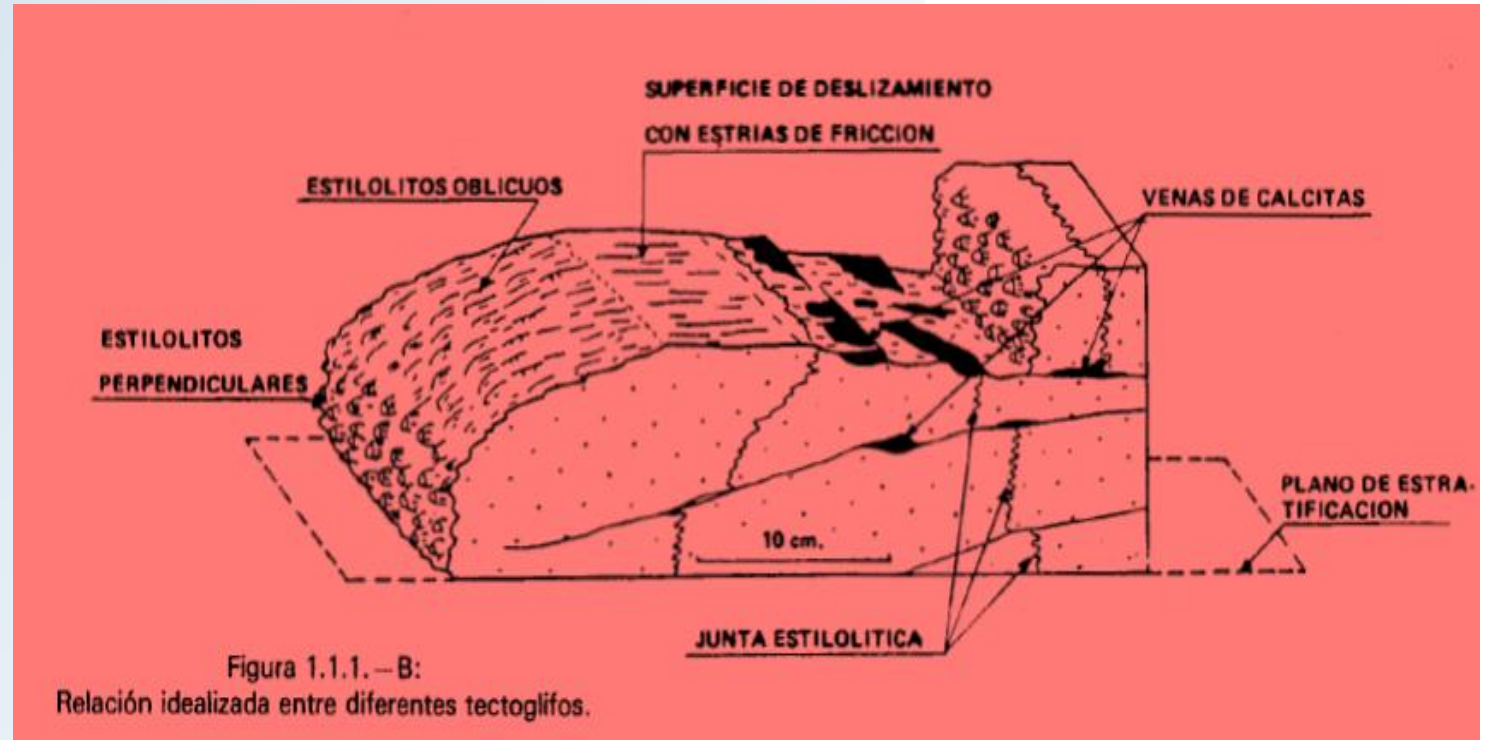 SUPERFICIE DE DESLIZAMIENTO
CON ESTRIAS DE FRICCION
ESTILOLITOS OBLICUOS
VENAS DE CALCITAS
ESTILOLITOS
PERPENDICULARES
PLANO DE ESTRA-
TIFICACION
10 cm.
JUNTA ESTILOLITICA
Figura 1.1.1. — B:
Relación idealizada entre diferentes tectoglifos.